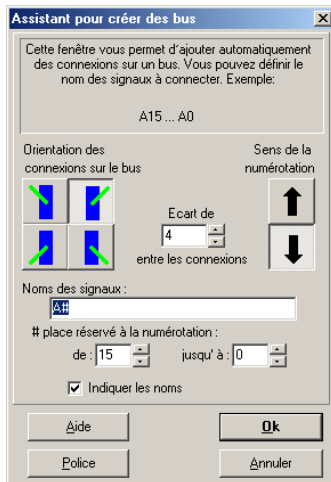 Assistant pour créer des bus
Cette fenêtre vous permet d'ajouter automatiquement
des connexions sur un bus. Vous pouvez définir le
nom des signaux à connecter. Exemple:
A15 ... A0
Orientation des
connexions sur le bus
Sens de la
numérotation
Ecart de
4
entre les connexions
Noms des signaux :
A#
# place réservé à la numérotation :
de : 15 jusqu' à : 0
Indiquer les noms
Aide
Ok
Police
Annuler